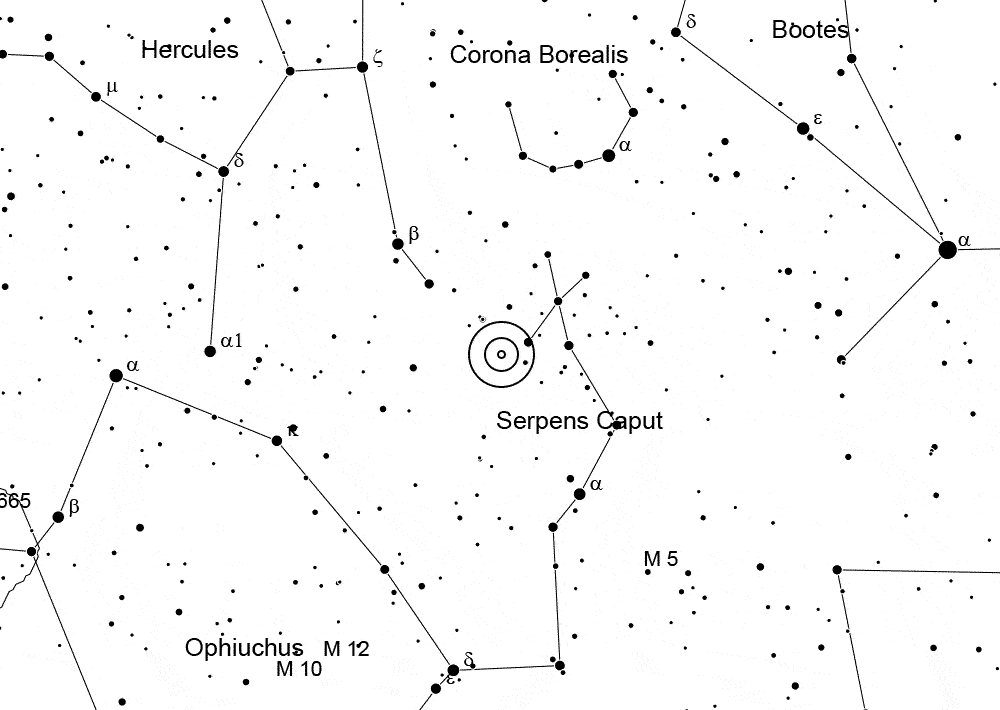 δ
Bootes
Hercules
Corona Borealis
ζ
μ
ε
α
δ
β
α
α1
α
Serpens Caput
κ
α
665
β
M 5
Ophiuchus M 12
δ
M 10
ε